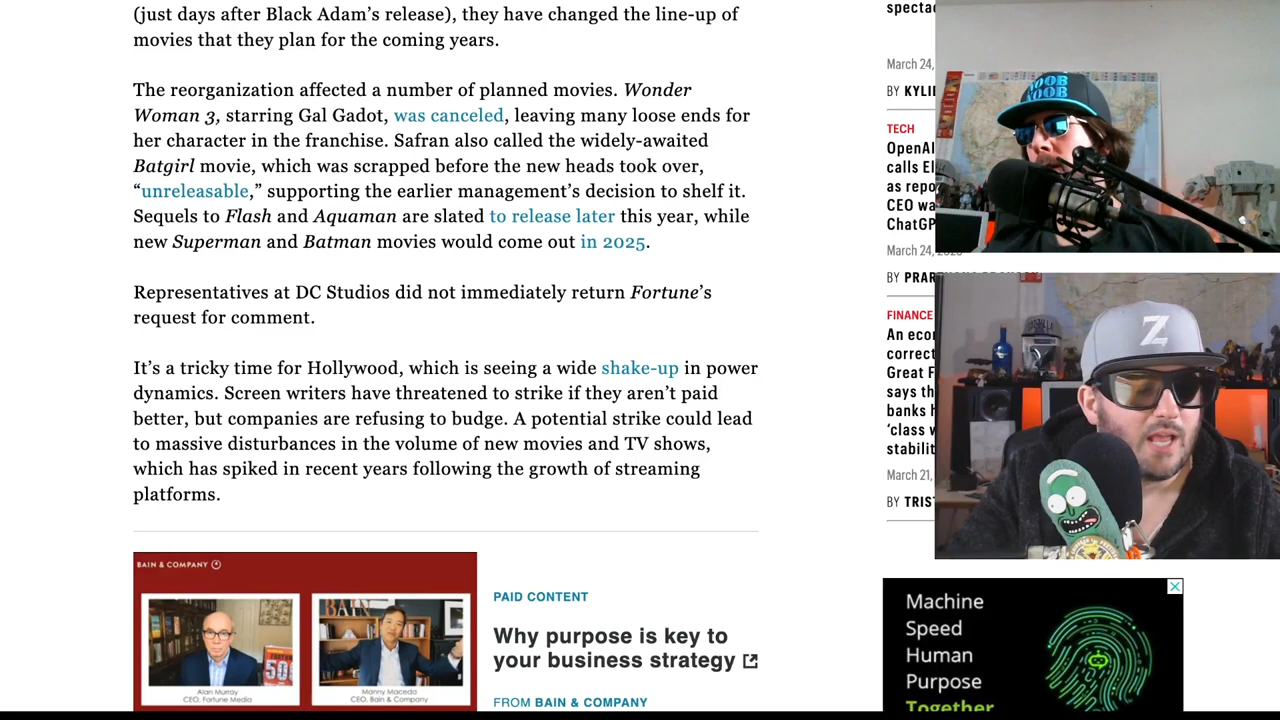 (just days after Black Adam’s release), they have changed the line-up of
movies that they plan for the coming years.
The reorganization affected a number of planned movies. Wonder
Woman 3, starring Gal Gadot, was canceled, leaving many loose ends for
her character in the franchise. Safran also called the widely-awaited
Batgirl movie, which was scrapped before the new heads took over,
“unreleasable,” supporting the earlier management’s decision to shelf it.
Sequels to Flash and Aquaman are slated to release later this year, while
new Superman and Batman movies would come out in 2025.
Representatives at DC Studios did not immediately return Fortune’s
request for comment.
It’s a tricky time for Hollywood, which is seeing a wide shake-up in power
dynamics. Screen writers have threatened to strike if they aren’t paid
better, but companies are refusing to budge. A potential strike could lead
to massive disturbances in the volume of new movies and TV shows,
which has spiked in recent years following the growth of streaming
platforms.
BAIN & COMPANY
BAIN
Alan Murray
CEO, Fortune Media
Manny Maceda
CEO, Bain & Company
PAID CONTENT
Why purpose is key to
your business strategy
FROM BAIN & COMPANY
specta
March 24,
BY KYLI
TECH
OpenAI
calls El
as repo
CEO wa
ChatGP
March 24,
BY PRAR
FINANCE
An eco
correct
Great F
says th
banks h
‘class w
stabilit
March 21,
BY TRIS
NOOB
NOOB
Z
Machine
Speed
Human
Purpose
Together